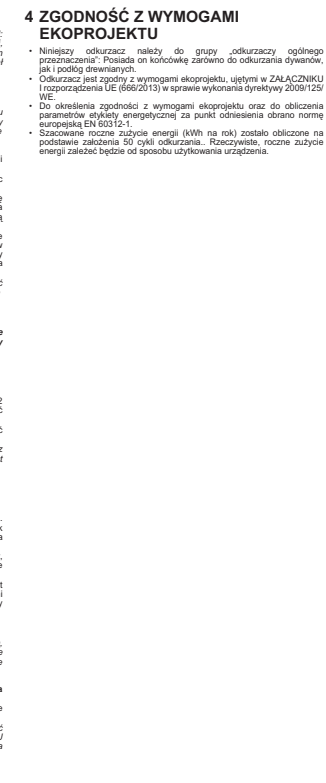 4 ZGODNOŚĆ Z WYMOGAMI
EKOPROJEKTU
• Niniejszy odkurzacz należy do grupy „odkurzaczy ogólnego
przeznaczenia”: Posiada on końcówkę zarówno do odkurzania dywanów,
jak i podłóg drewnianych.
• Odkurzacz jest zgodny z wymogami ekoprojektu, ujętymi w ZAŁĄCZNIKU
I rozporządzenia UE (666/2013) w sprawie wykonania dyrektywy 2009/125/
WE.
• Do określenia zgodności z wymogami ekoprojektu oraz do obliczenia
parametrów etykiety energetycznej za punkt odniesienia obrano normę
europejską EN 60312-1.
• Szacowane roczne zużycie energii (kWh na rok) zostało obliczone na
podstawie założenia 50 cykli odkurzania.. Rzeczywiste, roczne zużycie
energii zależeć będzie od sposobu użytkowania urządzenia.